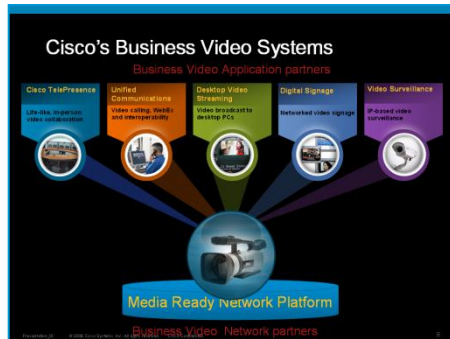 Cisco's Business Video Systems
Business Video Application partners
Cisco TelePresence
Life-like, in-person
video collaboration
Unified
Communications
Video calling, WebEx
and interoperability
Desktop Video
Streaming
Video broadcast to
desktop PCs
Digital Signage
Networked video signage
Video Surveillance
IP-based video
surveillance
Media Ready Network Platform
Business Video Network partners